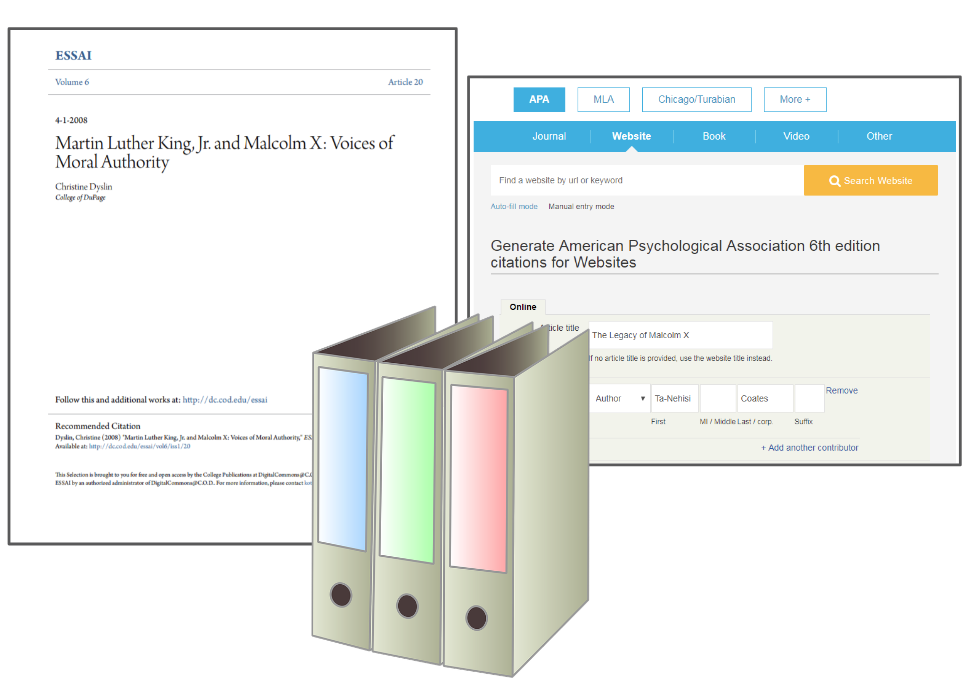 ESSAI
Volume 6 Article 20
4-1-2008
Martin Luther King, Jr. and Malcolm X: Voices of
Moral Authority
Christine Dyslin
College of DuPage
Follow this and additional works at: http://dc.cod.edu/essai
Recommended Citation
Dyslin, Christine (2008) "Martin Luther King, Jr. and Malcolm X: Voices of Moral Authority,"
Available at: http://dc.cod.edu/essai/vol6/iss1/20
This Selection is brought to you for free and open access by the College Publications at DigitalCommons@C.O
ESSAI by an authorized administrator of DigitalCommons@C.O.D.. For more information, please contact
APA MLA Chicago/Turabian More +
Journal Website Book Video Other
Find a website by url or keyword Search Website
Auto-fill mode Manual entry mode
Generate American Psychological Association 6th edition
citations for Websites
Online
title The Legacy of Malcolm X
If no article title is provided, use the website title instead.
Author Ta-Nehisi Coates Remove
First MI / Middle Last / corp. Suffix
+ Add another contributor